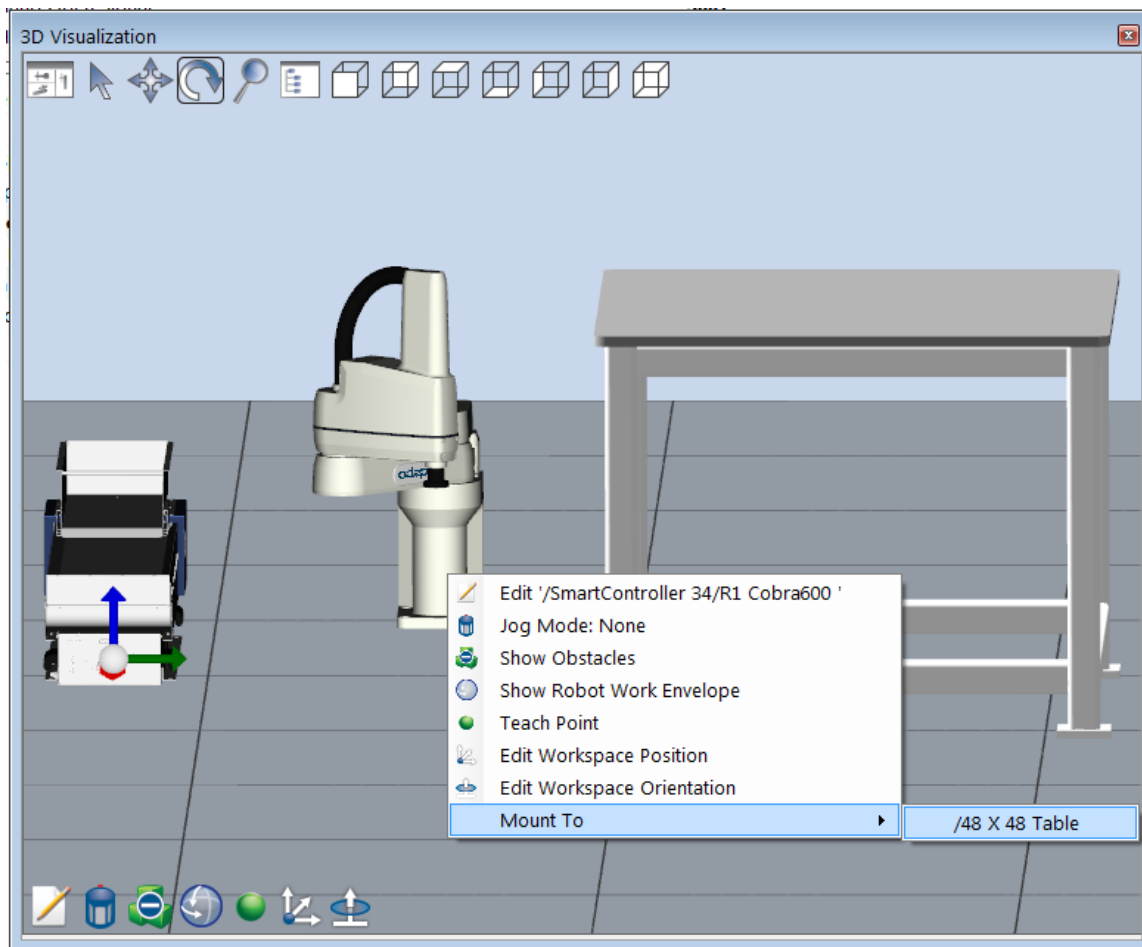 3D Visualization
adep
Edit '/SmartController 34/R1 Cobra600 '
Jog Mode: None
Show Obstacles
Show Robot Work Envelope
Teach Point
Edit Workspace Position
Edit Workspace Orientation
Mount To
/48 X 48 Table